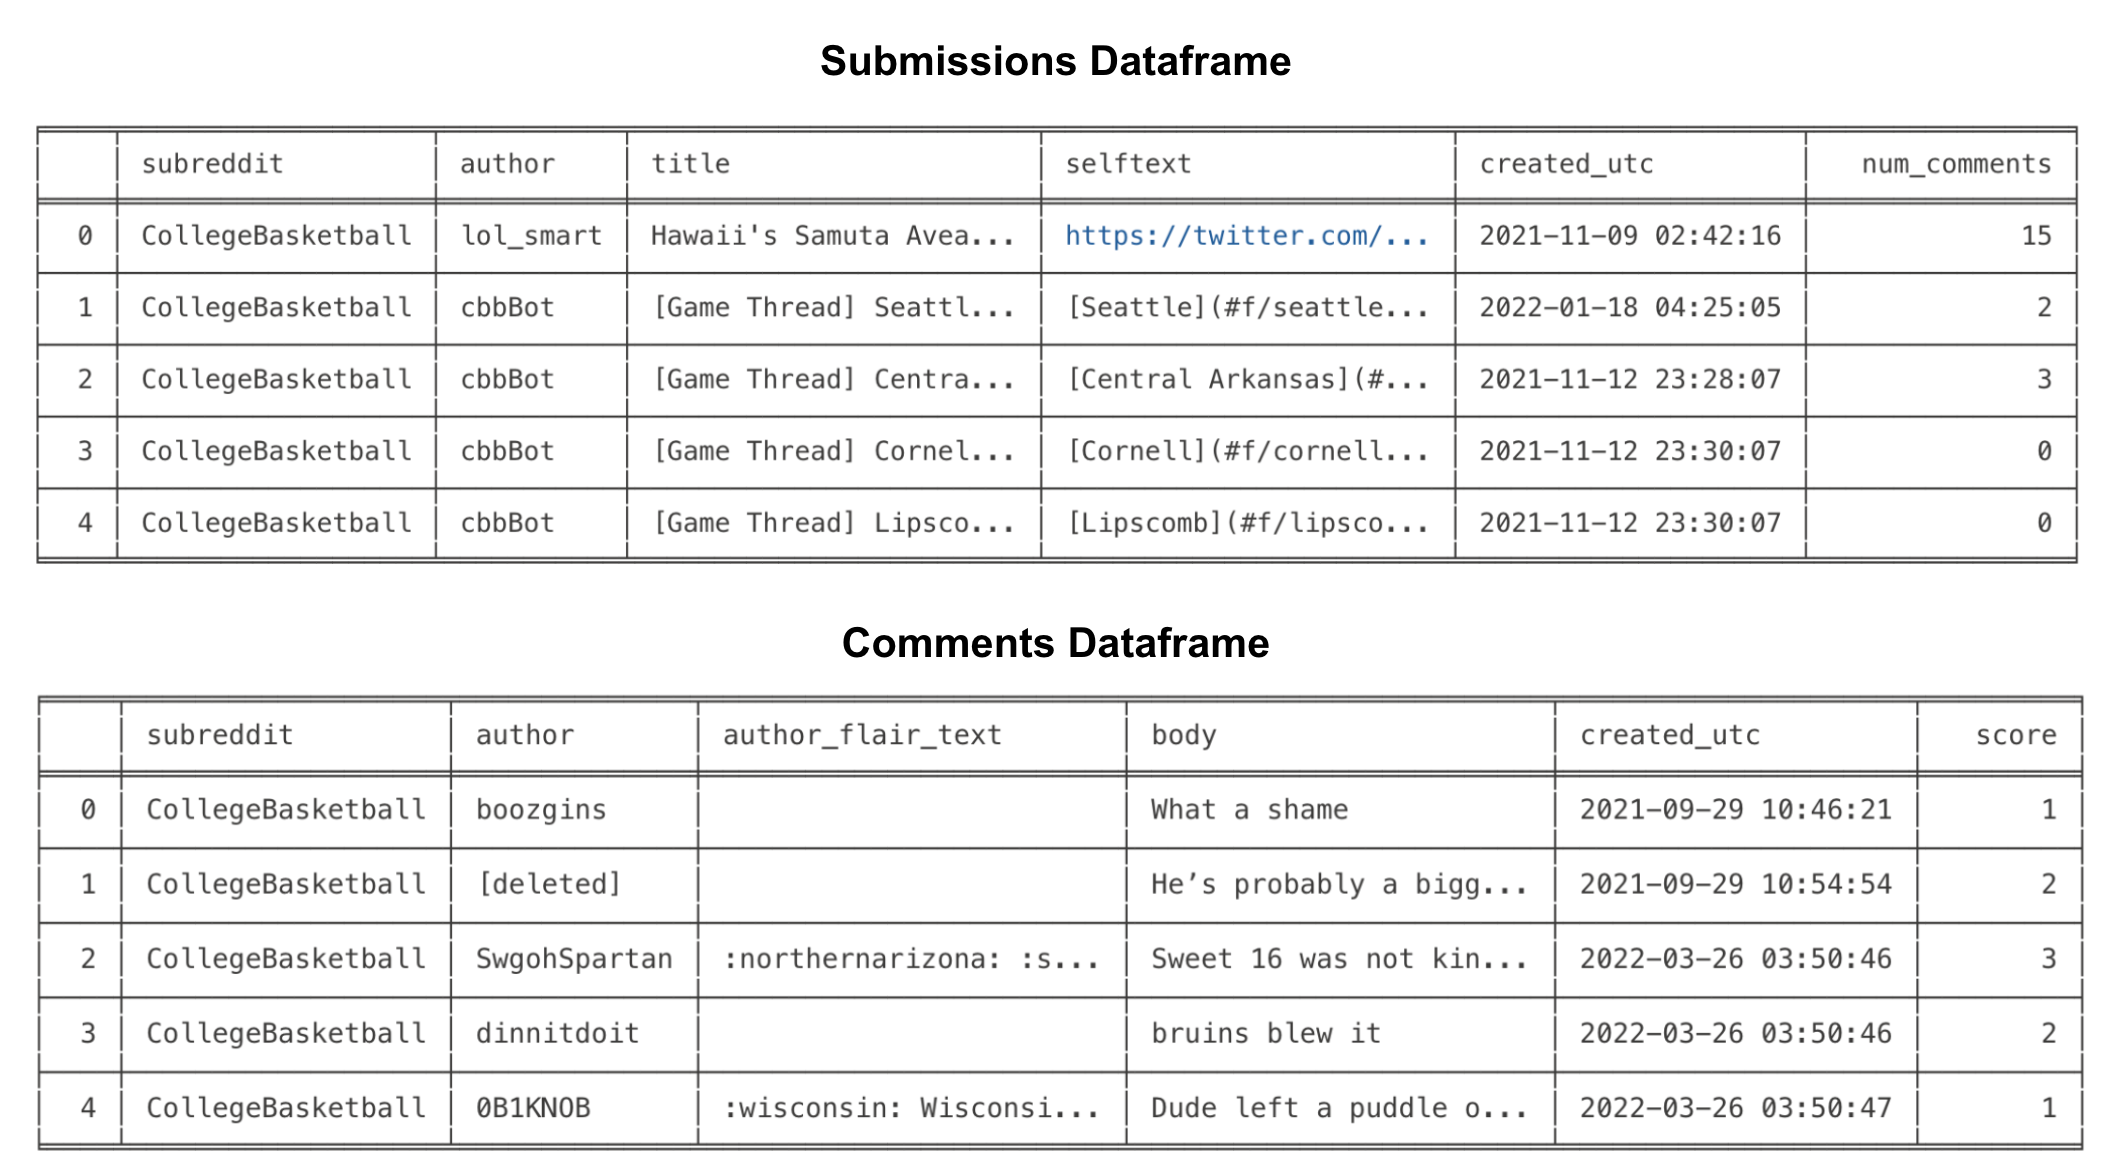 Submissions Dataframe
subreddit author title selftext created_utc num_comments
0 CollegeBasketball lol_smart Hawaii's Samuta Avea... https://twitter.com/... 2021-11-09 02:42:16 15
1 CollegeBasketball cbbBot [Game Thread] Seattl... [Seattle](#f/seattle... 2022-01-18 04:25:05 2
2 CollegeBasketball cbbBot [Game Thread] Centra... [Central Arkansas](#... 2021-11-12 23:28:07 3
3 CollegeBasketball cbbBot [Game Thread] Cornel... [Cornell](#f/cornell... 2021-11-12 23:30:07 0
4 CollegeBasketball cbbBot [Game Thread] Lipsco... [Lipscomb](#f/lipsco... 2021-11-12 23:30:07 0
Comments Dataframe
subreddit author author_flair_text body created_utc score
0 CollegeBasketball boozgins What a shame 2021-09-29 10:46:21 1
1 CollegeBasketball [deleted] He’s probably a bigg... 2021-09-29 10:54:54 2
2 CollegeBasketball SwgohSpartan :northernarizona: :s... Sweet 16 was not kin... 2022-03-26 03:50:46 3
3 CollegeBasketball dinnitdoit bruins blew it 2022-03-26 03:50:46 2
4 CollegeBasketball 0B1KNOB :wisconsin: Wisconsi... Dude left a puddle o... 2022-03-26 03:50:47 1